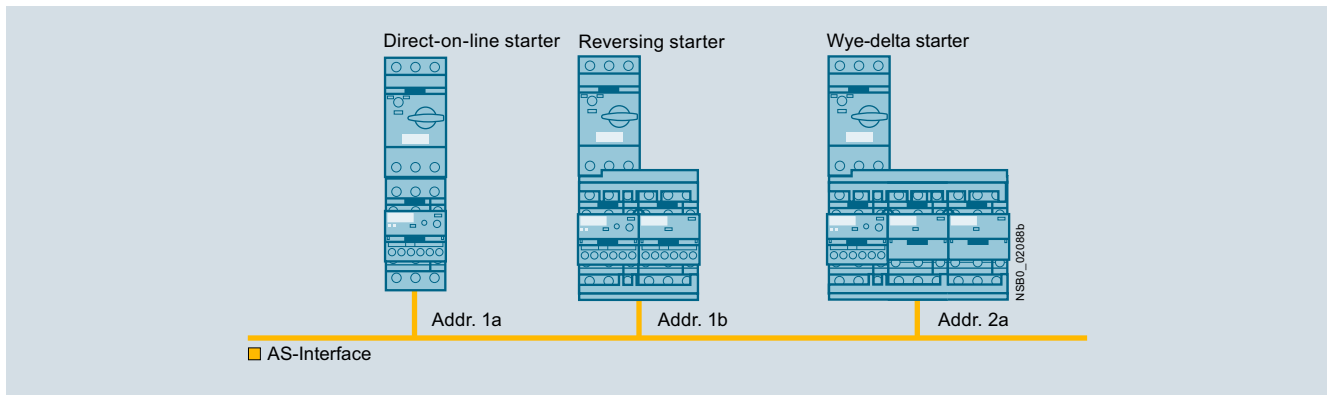 Direct-on-line starter
Reversing starter
Wye-delta starter
NSB0_02088b
Addr. 1a
Addr. 1b
Addr. 2a
AS-Interface